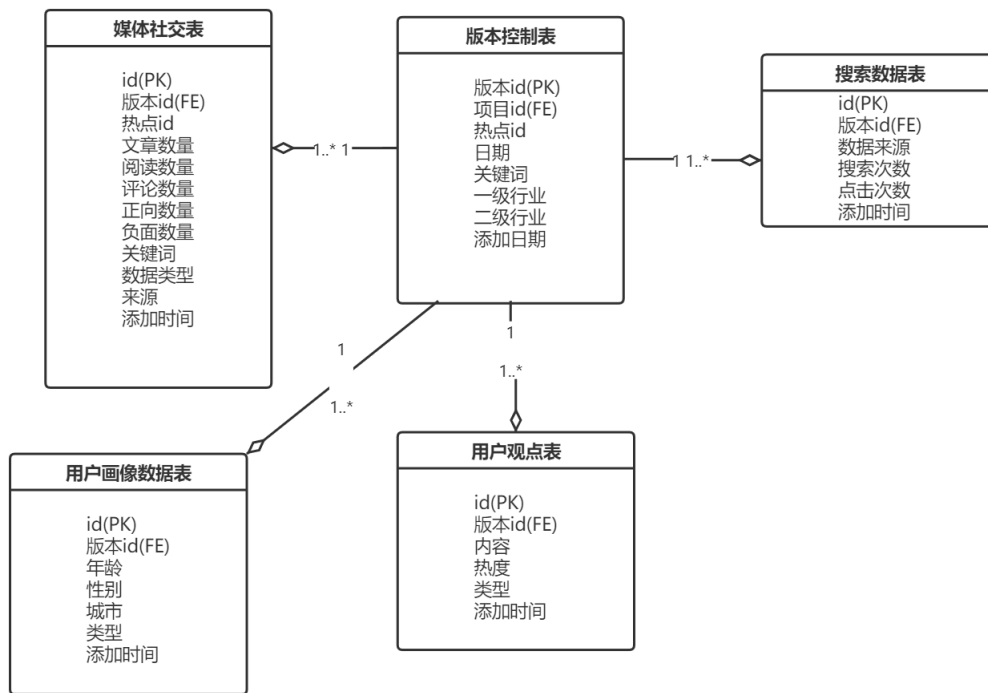 媒体社交表
id(PK)
版本id(FE)
热点id
文章数量
阅读数量
评论数量
正向数量
负面数量
关键词
数据类型
来源
添加时间
1..* 1
版本控制表
版本id(PK)
项目id(FE)
热点id
日期
关键词
一级行业
二级行业
添加日期
1 1..*
搜索数据表
id(PK)
版本id(FE)
数据来源
搜索次数
点击次数
添加时间
1
1..*
1
1..*
用户画像数据表
id(PK)
版本id(FE)
年龄
性别
城市
类型
添加时间
用户观点表
id(PK)
版本id(FE)
内容
热度
类型
添加时间